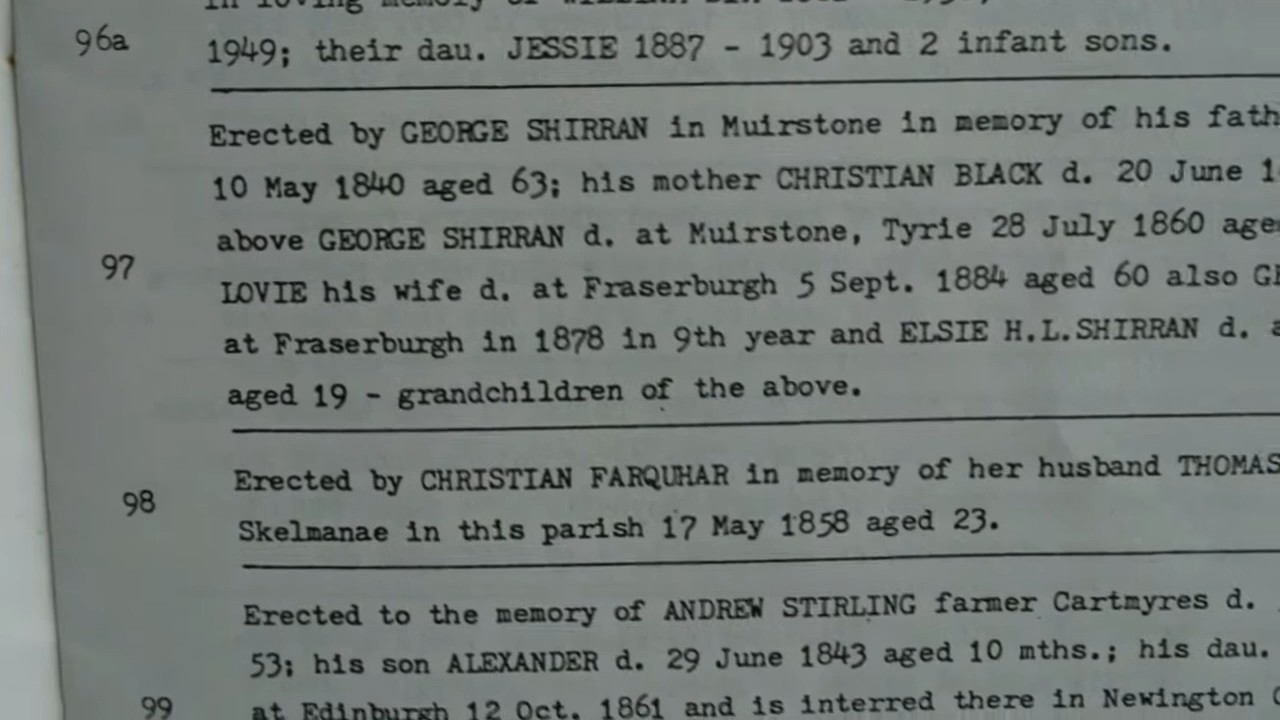 96a
1949; their dau. JESSIE 1887 - 1903 and 2 infant sons.
Erected by GEORGE SHIRRAN in Muirstone in memory of his fath
10 May 1840 aged 63; his mother CHRISTIAN BLACK d. 20 June 1
above GEORGE SHIRRAN d. at Muirstone, Tyrie 28 July 1860 age
97
LOVIE his wife d. at Fraserburgh 5 Sept. 1884 aged 60 also
at Fraserburgh in 1878 in 9th year and ELSIE H.L.SHIRRAN d.
aged 19 - grandchildren of the above.
98
Erected by CHRISTIAN FARQUHAR in memory of her husband THOMAS
Skelmanae in this parish 17 May 1858 aged 23.
Erected to the memory of ANDREW STIRLING farmer Cartmyres d.
53; his son ALEXANDER d. 29 June 1843 aged 10 mths.; his dau.
99
at Edinburgh 12 Oct. 1861 and is interred there in Newington